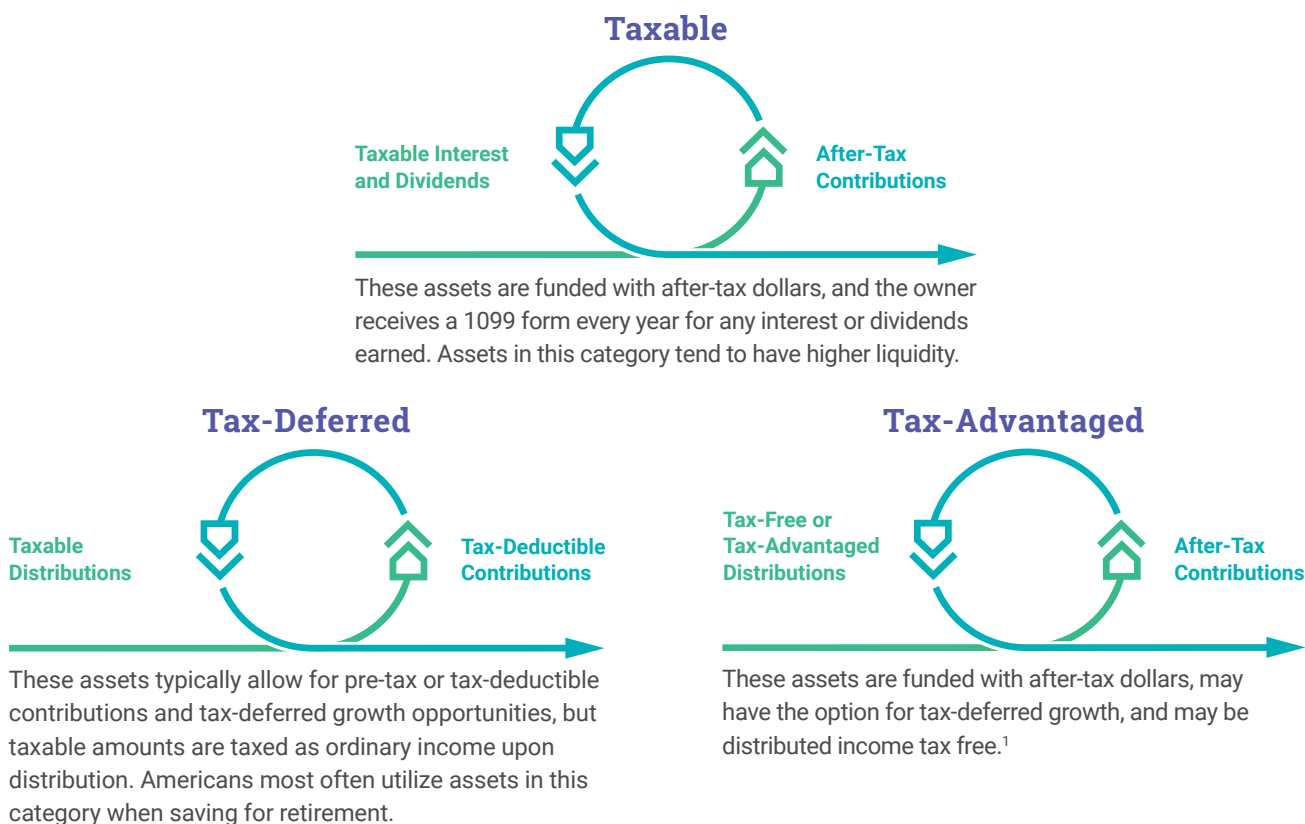 Taxable
Taxable Interest
and Dividends
After-Tax
Contributions
These assets are funded with after-tax dollars, and the owner
receives a 1099 form every year for any interest or dividends
earned. Assets in this category tend to have higher liquidity.
Tax-Deferred
Taxable
Distributions
Tax-Deductible
Contributions
These assets typically allow for pre-tax or tax-deductible
contributions and tax-deferred growth opportunities, but
taxable amounts are taxed as ordinary income upon
distribution. Americans most often utilize assets in this
category when saving for retirement.
Tax-Advantaged
Tax-Free or
Tax-Advantaged
Distributions
After-Tax
Contributions
These assets are funded with after-tax dollars, may
have the option for tax-deferred growth, and may be
distributed income tax free.¹